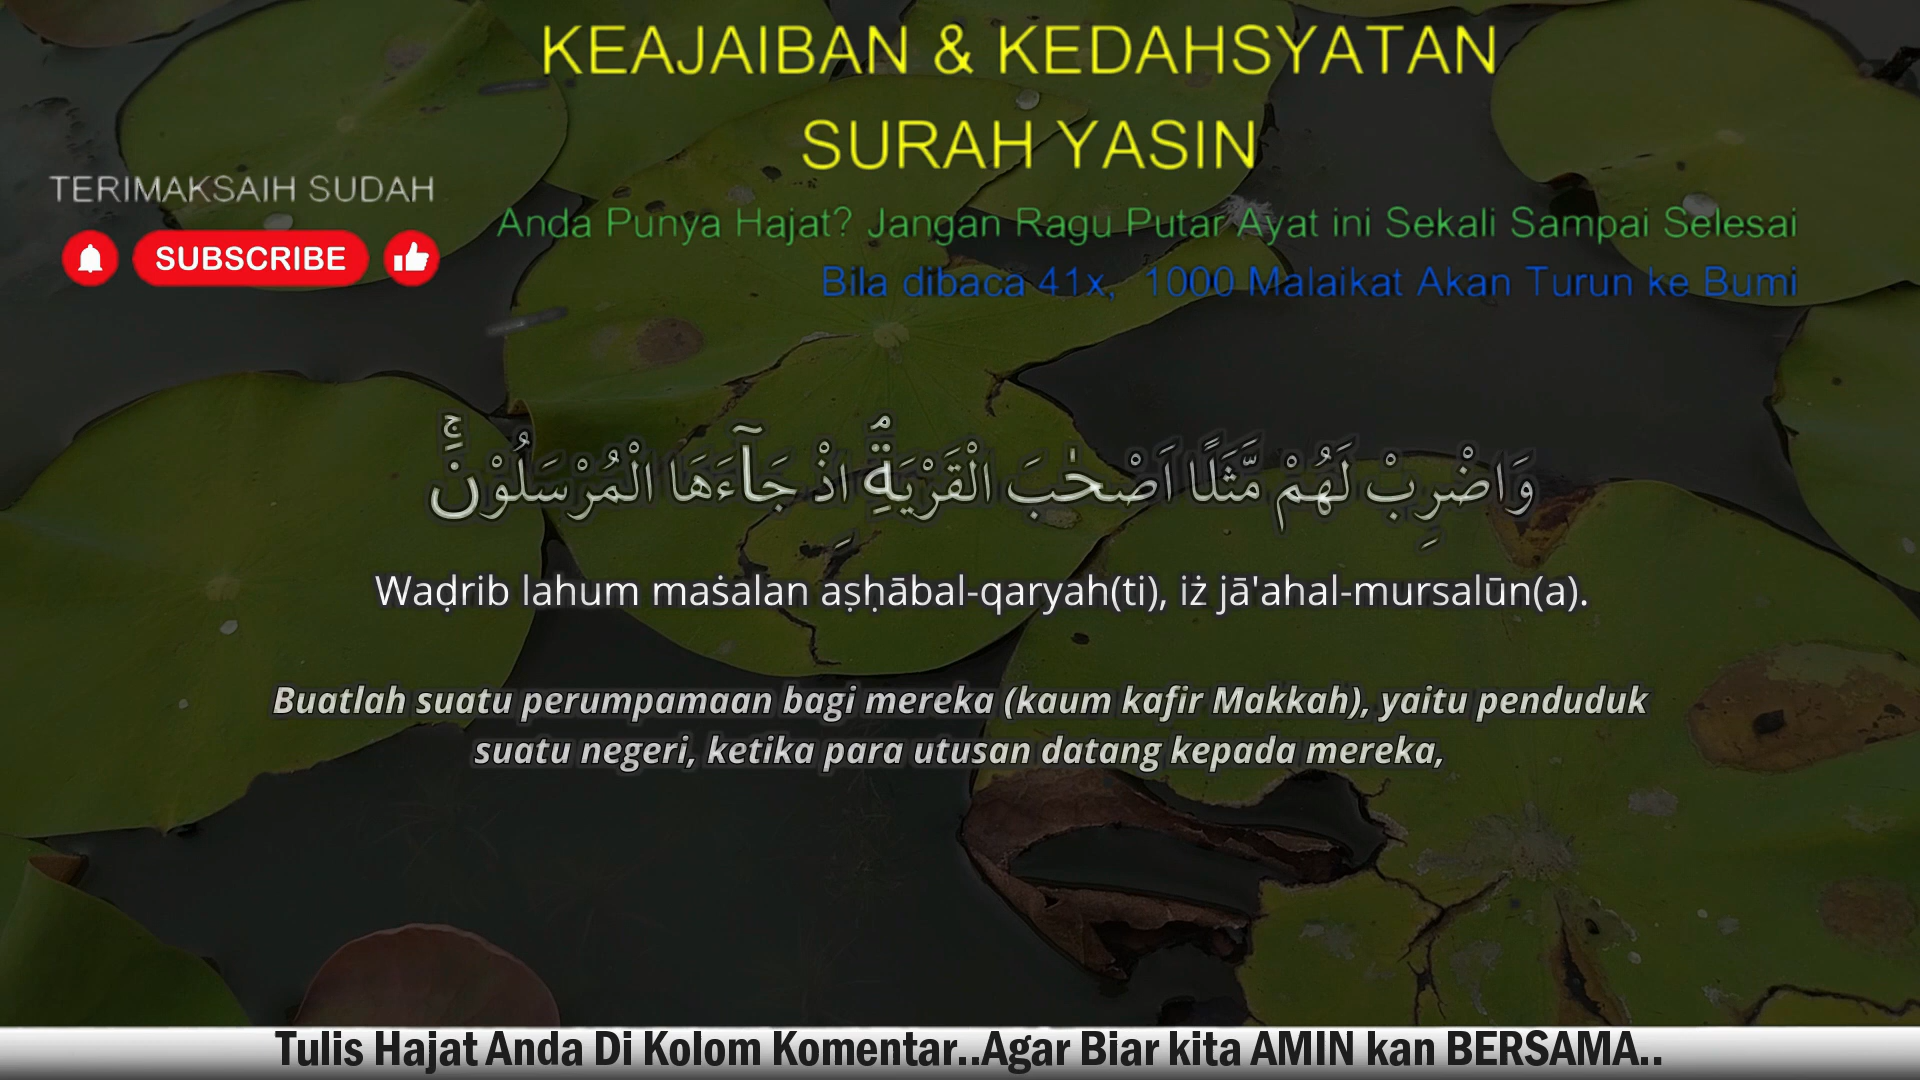 KEAJAIBAN & KEDAHSYATAN
SURAH YASIN
TERIMAKSAIH SUDAH
SUBSCRIBE
Anda Punya Hajat? Jangan Ragu Putar Ayat ini Sekali Sampai Selesai
Bila dibaca 41x, 1000 Malaikat Akan Turun ke Bumi
وَاضْرِبْ لَهُمْ مَّثَلًا اَصْحٰبَ الْقَرْيَةِۘ اِذْ جَاۤءَهَا الْمُرْسَلُوْنَۚ
Waḍrib lahum maṡalan aṣḥābal-qaryah(ti), iż jā'ahal-mursalūn(a).
Buatlah suatu perumpamaan bagi mereka (kaum kafir Makkah), yaitu penduduk
suatu negeri, ketika para utusan datang kepada mereka,
Tulis Hajat Anda Di Kolom Komentar..Agar Biar kita AMIN kan BERSAMA..